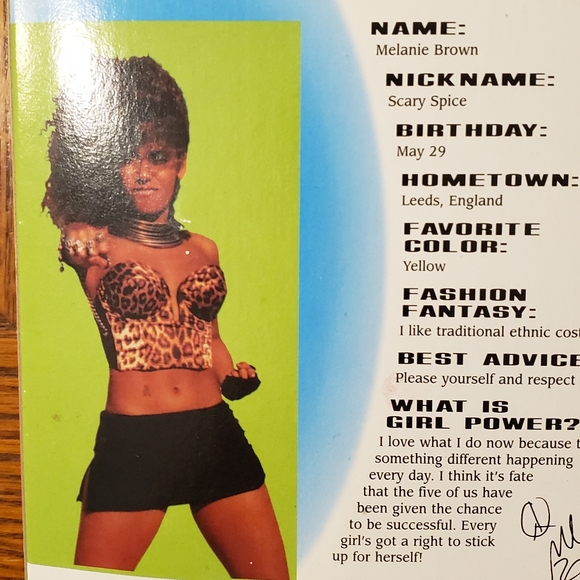 NAME:
Melanie Brown
NICKNAME:
Scary Spice
BIRTHDAY:
May 29
HOMETOWN:
Leeds, England
FAVORITE
COLOR:
Yellow
FASHION
FANTASY:
I like traditional ethnic cos
BEST ADVICE
Please yourself and respect
WHAT IS
GIRL POWER?
I love what I do now because t
something different happening
every day. I think it's fate
that the five of us have
been given the chance
to be successful. Every
girl's got a right to stick
up for herself!